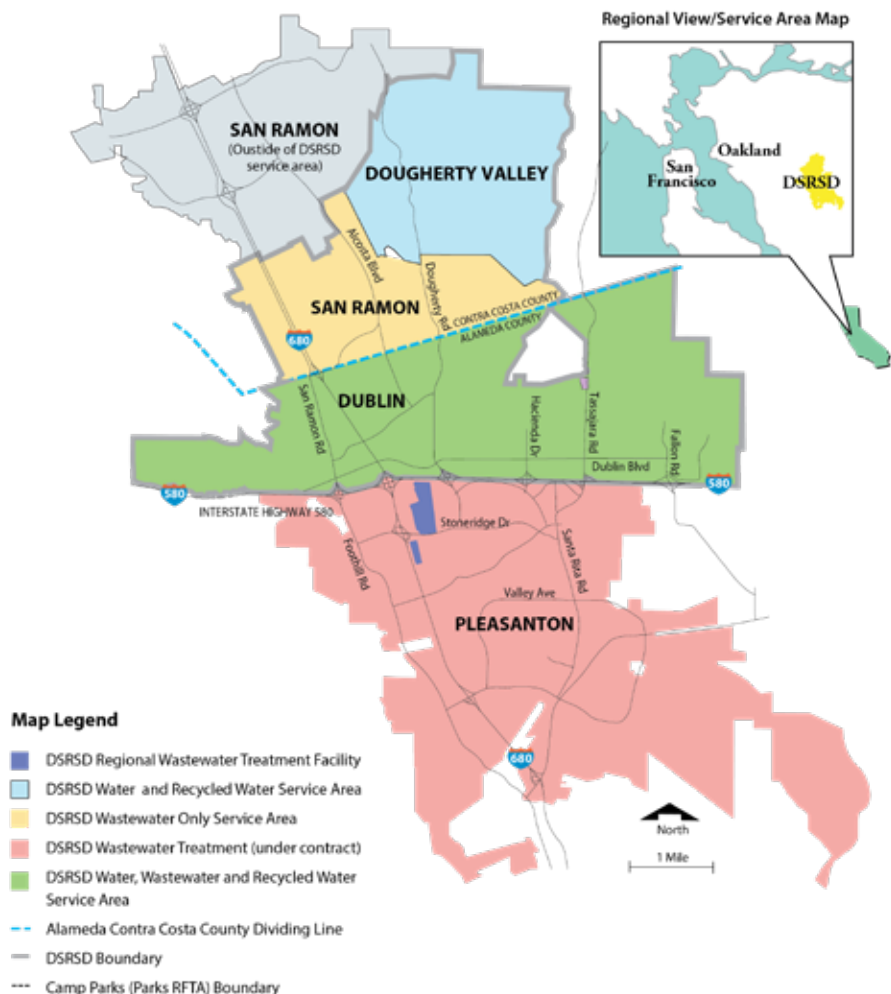 Regional View/Service Area Map
Oakland
San
Francisco
DSRSD
SAN RAMON
(Oustide of DSRSD
service area)
DOUGHERTY VALLEY
Alcosta Blvd
Dougherty Rd
SAN RAMON
CONTRA COSTA COUNTY
ALAMEDA COUNTY
680
DUBLIN
San Ramon Rd
Hacienda Dr
Tassajara Rd
Fallon Rd
Dublin Blvd
580
580
INTERSTATE HIGHWAY 580
Stoneridge Dr
Foothill Rd
Santa Rita Rd
Valley Ave
PLEASANTON
680
North
1 Mile
Map Legend
DSRSD Regional Wastewater Treatment Facility
DSRSD Water and Recycled Water Service Area
DSRSD Wastewater Only Service Area
DSRSD Wastewater Treatment (under contract)
DSRSD Water, Wastewater and Recycled Water
Service Area
Alameda Contra Costa County Dividing Line
DSRSD Boundary
Camp Parks (Parks RFTA) Boundary